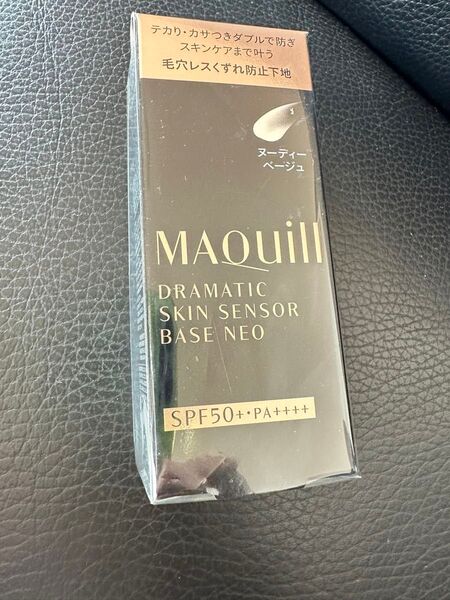 テカリ・カサつきダブルで防ぎ
スキンケアまで叶う
毛穴レスくずれ防止下地
ヌーディー
ベージュ
MAQuill
DRAMATIC
SKIN SENSOR
BASE NEO
SPF50+・PA++++